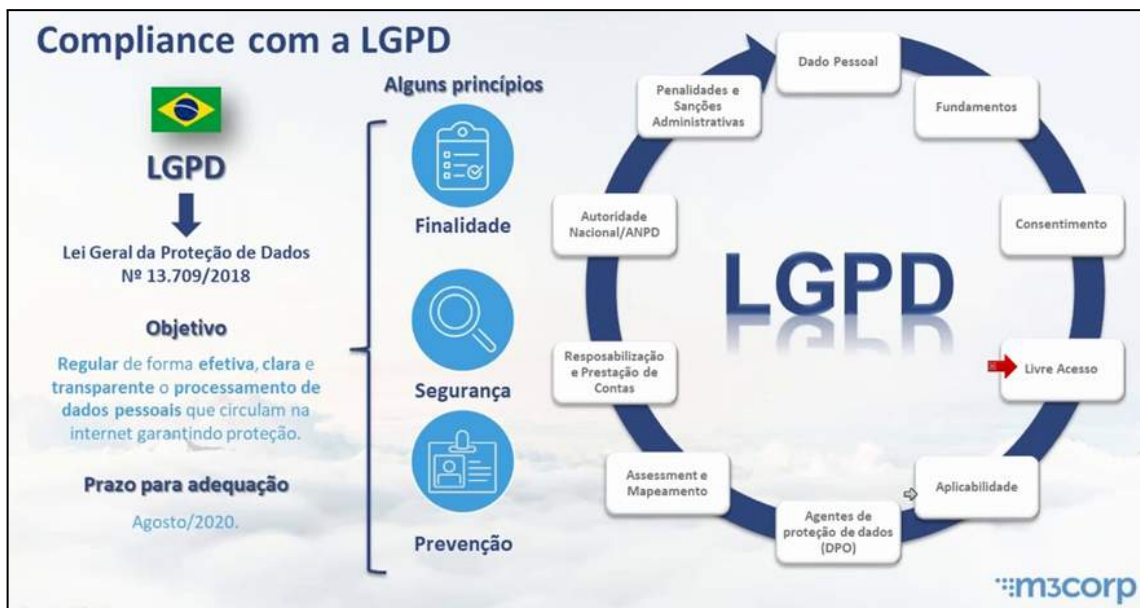 Compliance com a LGPD
LGPD
Lei Geral da Proteção de Dados
Nº 13.709/2018
Objetivo
Regular de forma efetiva, clara e
transparente o processamento de
dados pessoais que circulam na
internet garantindo proteção.
Prazo para adequação
Agosto/2020.
Alguns princípios
Finalidade
Segurança
Prevenção
Dado Pessoal
Fundamentos
Consentimento
Livre Acesso
Aplicabilidade
Agentes de
proteção de dados
(DPO)
Assessment e
Mapeamento
Resposabilização
e Prestação de
Contas
Autoridade
Nacional/ANPD
Penalidades e
Sanções
Administrativas
LGPD
m3corp